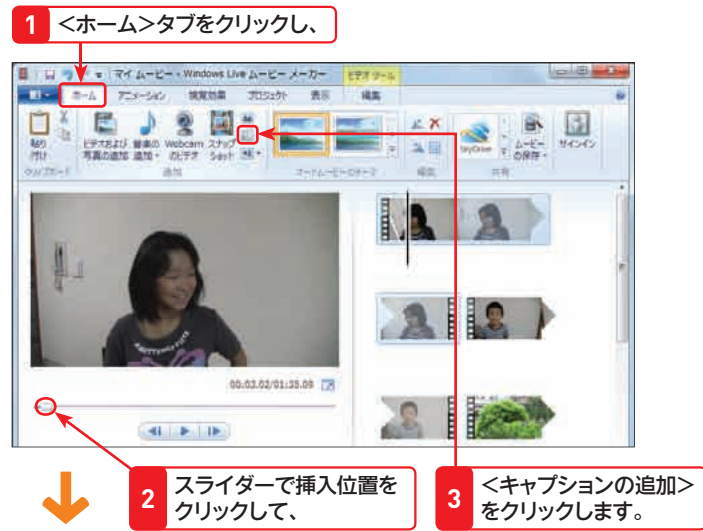 1 <ホーム>タブをクリックし、
マイ ムービー - Windows Live ムービー メーカー ビデオ ツール
ホーム アニメーション 視覚効果 プロジェクト 表示 編集
貼り付け
ビデオおよび写真の追加
音楽の追加
Webcamのビデオ
スナップショット
SkyDrive
ムービーの保存
サインイン
クリップボード 追加 オートムービーのテーマ 編集 共有
00:03.02/01:35.09
2 スライダーで挿入位置を
クリックして、
3 <キャプションの追加>
をクリックします。